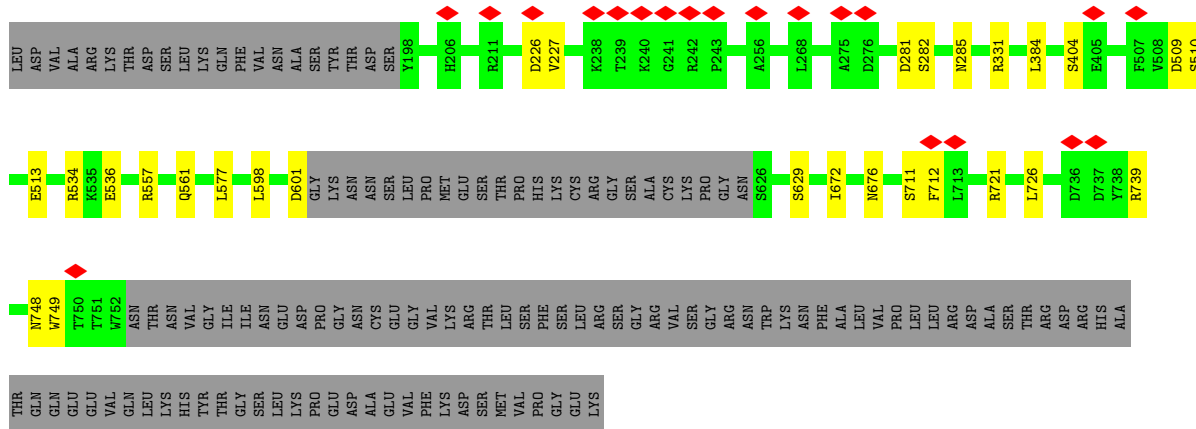 LEU ASP VAL ALA ARG LYS THR ASP SER LEU LYS GLN PHE VAL ASN ALA SER TYR THR ASP SER Y198 H206 R211 D226 V227 K238 T239 K240 G241 R242 P243 A256 L268 A275 D276 D281 S282 N285 R331 L384 S404 E405 F507 V508 D509 S510
E513 R534 K535 E536 R557 Q561 L577 L598 D601 GLY LYS ASN ASN SER LEU PRO MET GLU SER THR PRO HIS LYS CYS ARG GLY SER ALA CYS LYS PRO GLY ASN S626 S629 I672 N676 S711 F712 L713 R721 L726 D736 D737 Y738 R739
N748 W749 T750 T751 W752 ASN THR ASN VAL GLY ILE ILE ASN GLU ASP PRO GLY ASN CYS GLU GLY VAL LYS ARG THR LEU SER PHE SER LEU ARG SER GLY ARG VAL SER GLY ARG ASN TRP LYS ASN PHE ALA LEU VAL PRO LEU LEU ARG ASP ALA SER THR ARG ASP ARG HIS ALA
THR GLN GLN GLU GLU VAL GLN LEU LYS HIS TYR THR GLY SER LEU LYS PRO GLU ASP ALA GLU VAL PHE LYS ASP SER MET VAL PRO GLY GLU LYS